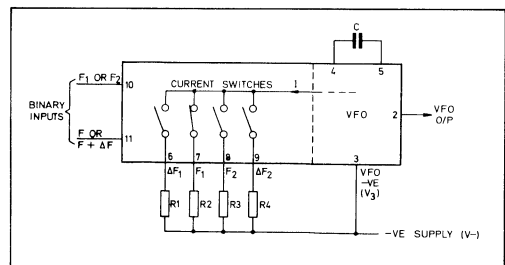 C
4 5
F1 OR F2 10
CURRENT SWITCHES I
BINARY INPUTS
VFO
2 VFO O/P
F OR F + ΔF 11
6 7 8 9 3
ΔF1 F1 F2 ΔF2
VFO -VE (V3)
R1 R2 R3 R4
-VE SUPPLY (V-)